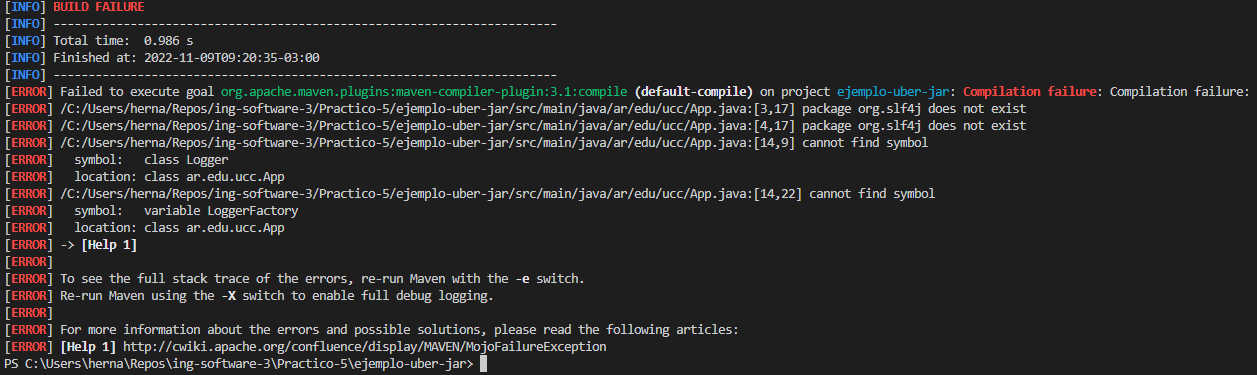 [INFO] BUILD FAILURE
[INFO] ------------------------------------------------------------------------
[INFO] Total time:  0.986 s
[INFO] Finished at: 2022-11-09T09:20:35-03:00
[INFO] ------------------------------------------------------------------------
[ERROR] Failed to execute goal org.apache.maven.plugins:maven-compiler-plugin:3.1:compile (default-compile) on project ejemplo-uber-jar: Compilation failure: Compilation failure:
[ERROR] /C:/Users/herna/Repos/ing-software-3/Practico-5/ejemplo-uber-jar/src/main/java/ar/edu/ucc/App.java:[3,17] package org.slf4j does not exist
[ERROR] /C:/Users/herna/Repos/ing-software-3/Practico-5/ejemplo-uber-jar/src/main/java/ar/edu/ucc/App.java:[4,17] package org.slf4j does not exist
[ERROR] /C:/Users/herna/Repos/ing-software-3/Practico-5/ejemplo-uber-jar/src/main/java/ar/edu/ucc/App.java:[14,9] cannot find symbol
[ERROR]   symbol:   class Logger
[ERROR]   location: class ar.edu.ucc.App
[ERROR] /C:/Users/herna/Repos/ing-software-3/Practico-5/ejemplo-uber-jar/src/main/java/ar/edu/ucc/App.java:[14,22] cannot find symbol
[ERROR]   symbol:   variable LoggerFactory
[ERROR]   location: class ar.edu.ucc.App
[ERROR] -> [Help 1]
[ERROR]
[ERROR] To see the full stack trace of the errors, re-run Maven with the -e switch.
[ERROR] Re-run Maven using the -X switch to enable full debug logging.
[ERROR]
[ERROR] For more information about the errors and possible solutions, please read the following articles:
[ERROR] [Help 1] http://cwiki.apache.org/confluence/display/MAVEN/MojoFailureException
PS C:\Users\herna\Repos\ing-software-3\Practico-5\ejemplo-uber-jar>